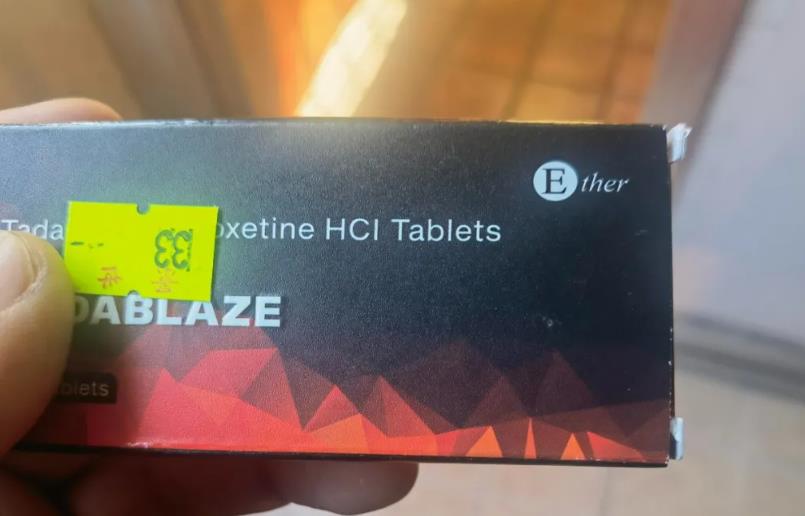 Ether
Tada oxetine HCl Tablets
33
DABLAZE
blets